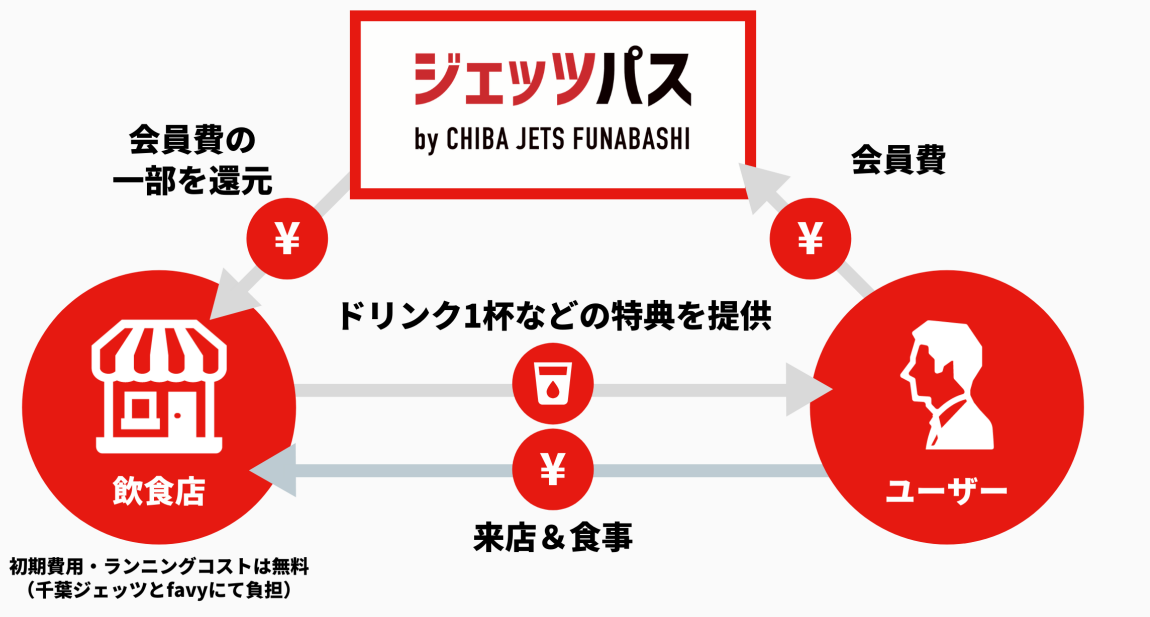 ジェッツパス
by CHIBA JETS FUNABASHI
会員費の
一部を還元
会員費
¥
¥
ドリンク1杯などの特典を提供
¥
飲食店
ユーザー
来店＆食事
初期費用・ランニングコストは無料
（千葉ジェッツとfavyにて負担）